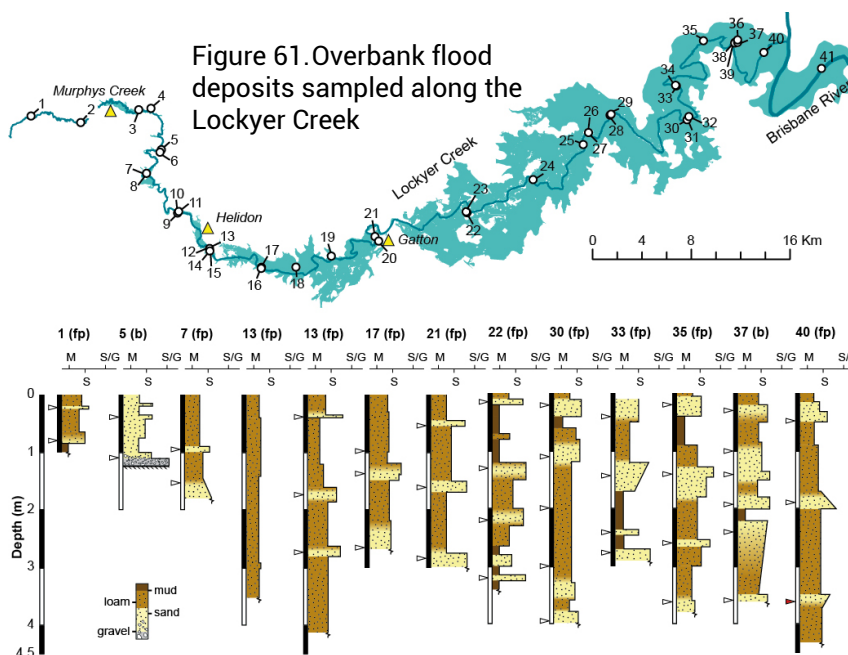 Figure 61.Overbank flood
deposits sampled along the
Lockyer Creek
35
36
37
40
38
39
41
34
33
32
30
31
Brisbane River
Murphys Creek
1
2
3
4
5
6
7
8
29
26
28
25
27
Lockyer Creek
24
10
11
9
Helidon
23
22
21
Gatton
20
13
12
14
15
19
17
16
18
0 4 8 16 Km
1 (fp) 5 (b) 7 (fp) 13 (fp) 13 (fp) 17 (fp) 21 (fp) 22 (fp) 30 (fp) 33 (fp) 35 (fp) 37 (b) 40 (fp)
M S/G M S/G M S/G M S/G M S/G M S/G M S/G M S/G M S/G M S/G M S/G M S/G M S/G
S S S S S S S S S S S S S
0
1
2
3
4
4.5
Depth (m)
mud
loam
sand
gravel